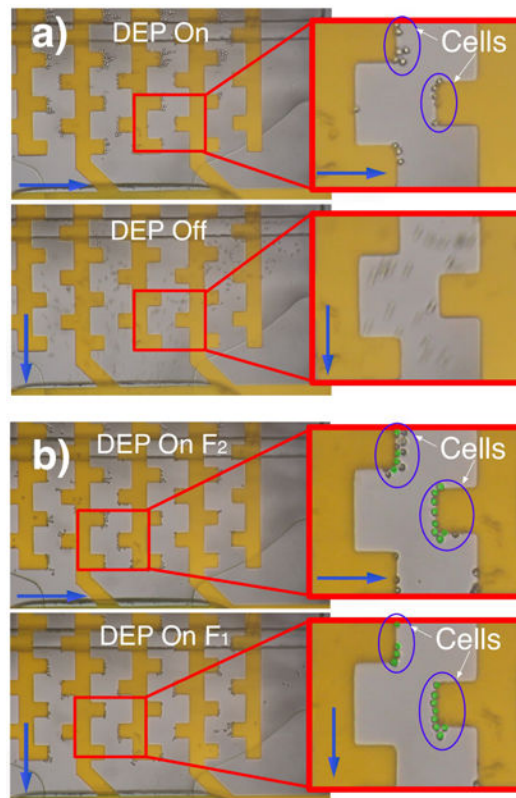 a)
DEP On
Cells
DEP Off
b)
DEP On F₂
Cells
DEP On F₁
Cells